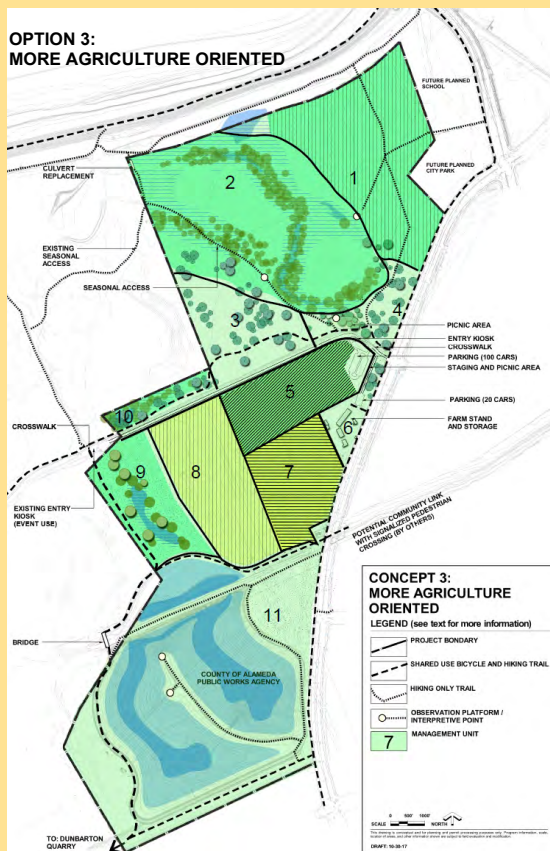 OPTION 3:
MORE AGRICULTURE ORIENTED
FUTURE PLANNED
SCHOOL
FUTURE PLANNED
CITY PARK
CULVERT
REPLACEMENT
EXISTING
SEASONAL
ACCESS
SEASONAL ACCESS
1
2
3
4
PICNIC AREA
ENTRY KIOSK
CROSSWALK
PARKING (100 CARS)
STAGING AND PICNIC AREA
PARKING (20 CARS)
FARM STAND
AND STORAGE
5
6
7
8
9
10
CROSSWALK
EXISTING ENTRY
KIOSK
(EVENT USE)
POTENTIAL COMMUNITY LINK
WITH SIGNALIZED PEDESTRIAN
CROSSING (BY OTHERS)
11
BRIDGE
COUNTY OF ALAMEDA
PUBLIC WORKS AGENCY
TO: DUNBARTON
QUARRY
CONCEPT 3:
MORE AGRICULTURE
ORIENTED
LEGEND (see text for more information)
PROJECT BONDARY
SHARED USE BICYCLE AND HIKING TRAIL
HIKING ONLY TRAIL
OBSERVATION PLATFORM /
INTERPRETIVE POINT
7 MANAGEMENT UNIT
SCALE 0 500' 1000' NORTH